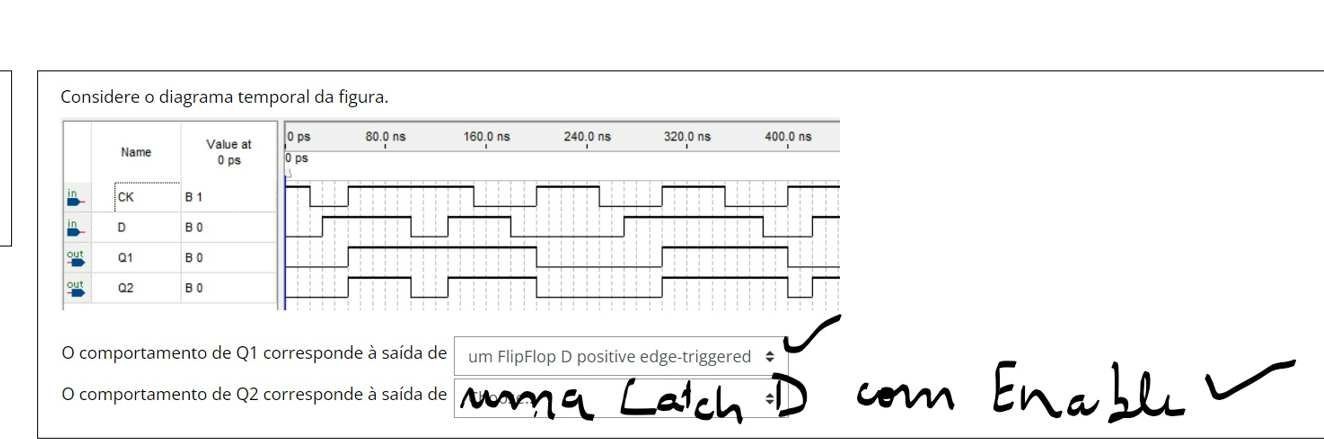 Considere o diagrama temporal da figura.
0 ps 80.0 ns 160.0 ns 240.0 ns 320.0 ns 400.0 ns
Name Value at 0 ps
0 ps
in CK B 1
in D B 0
out Q1 B 0
out Q2 B 0
O comportamento de Q1 corresponde à saída de um FlipFlop D positive edge-triggered
O comportamento de Q2 corresponde à saída de uma Latch D com Enable